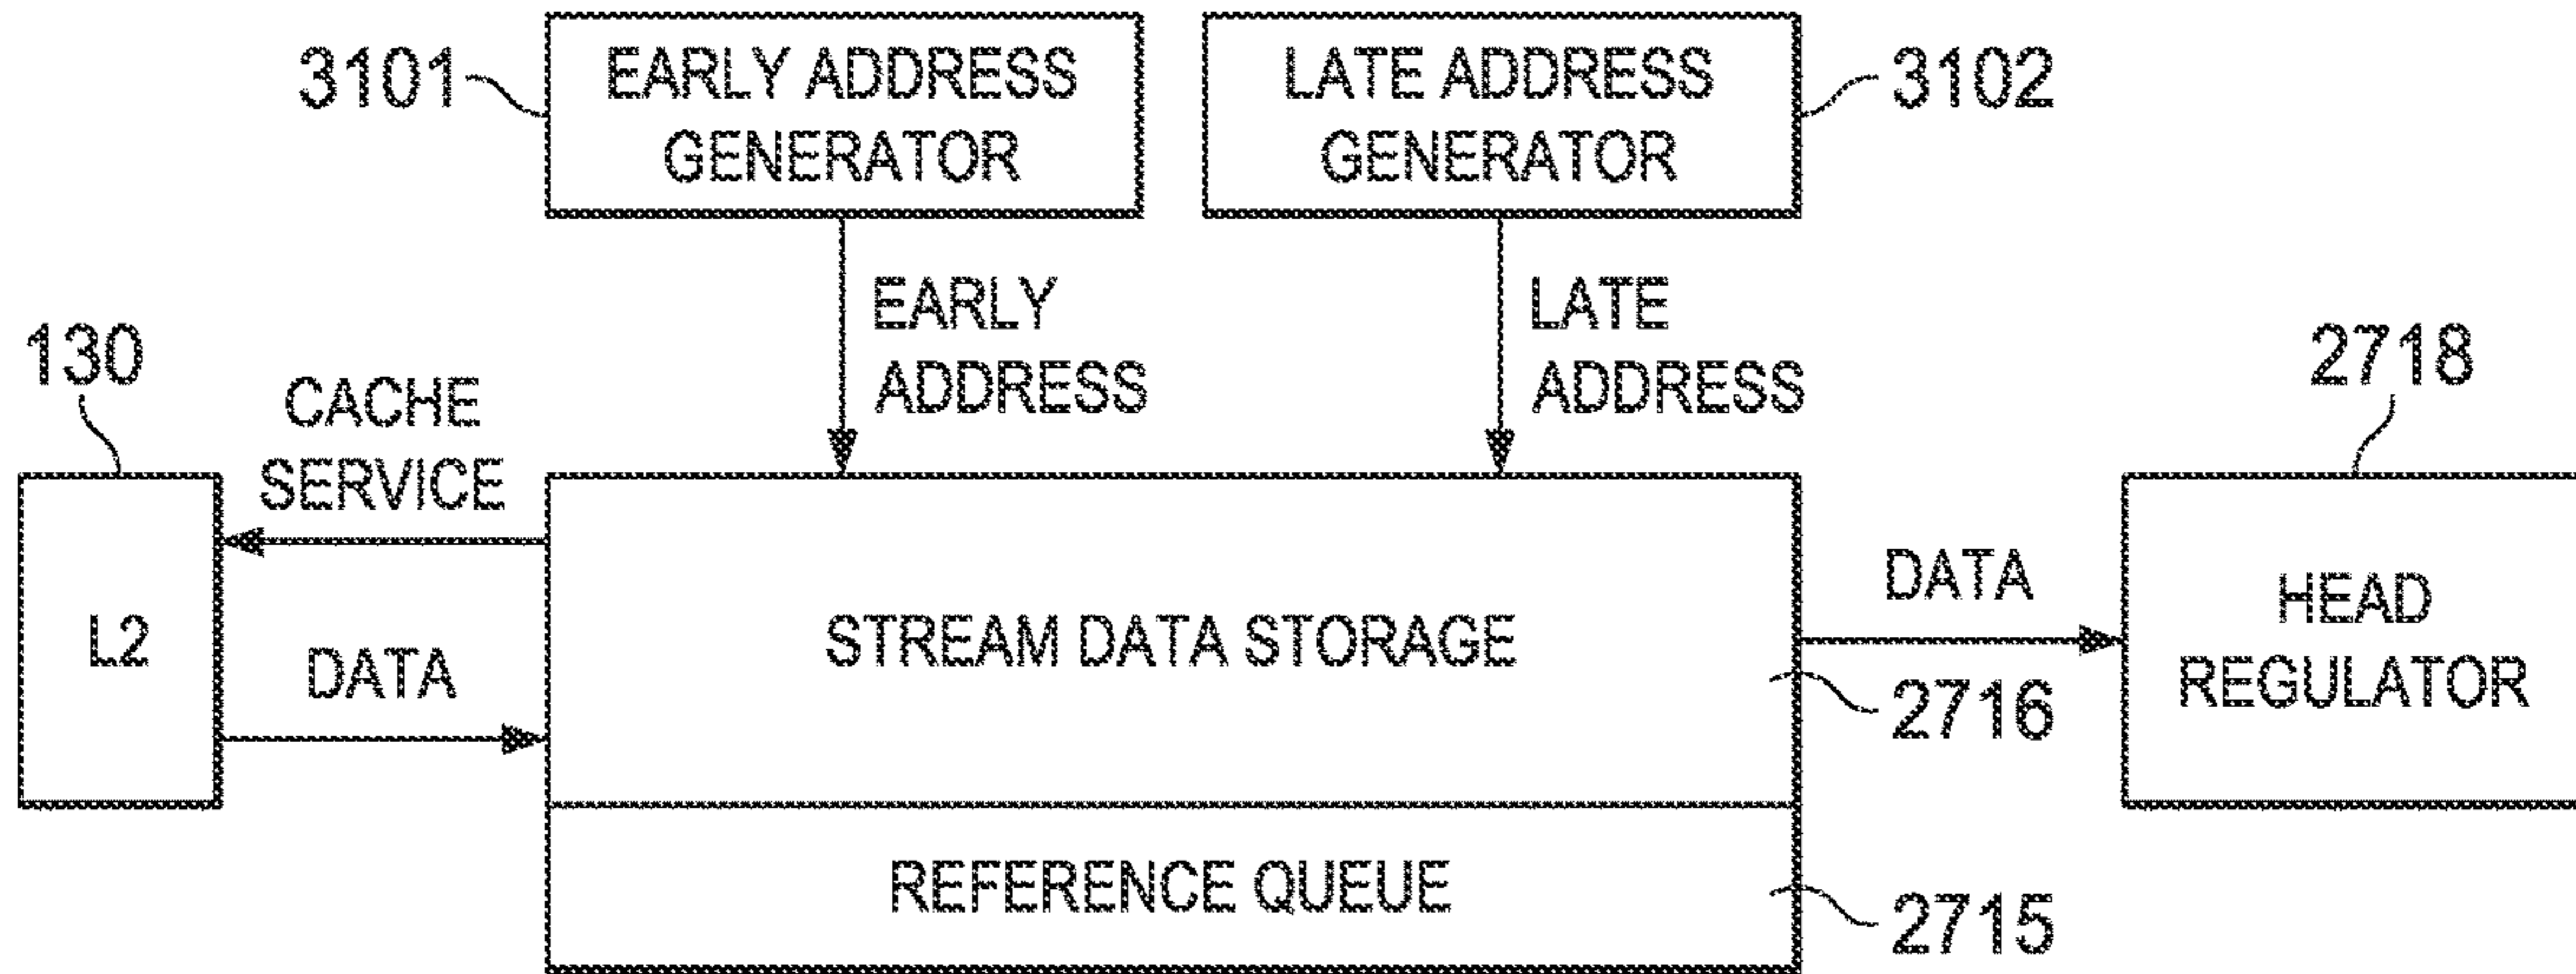 3101
EARLY ADDRESS
GENERATOR
LATE ADDRESS
GENERATOR
3102
EARLY
ADDRESS
LATE
ADDRESS
130
CACHE
SERVICE
2718
L2
DATA
STREAM DATA STORAGE
DATA
HEAD
REGULATOR
2716
REFERENCE QUEUE
2715